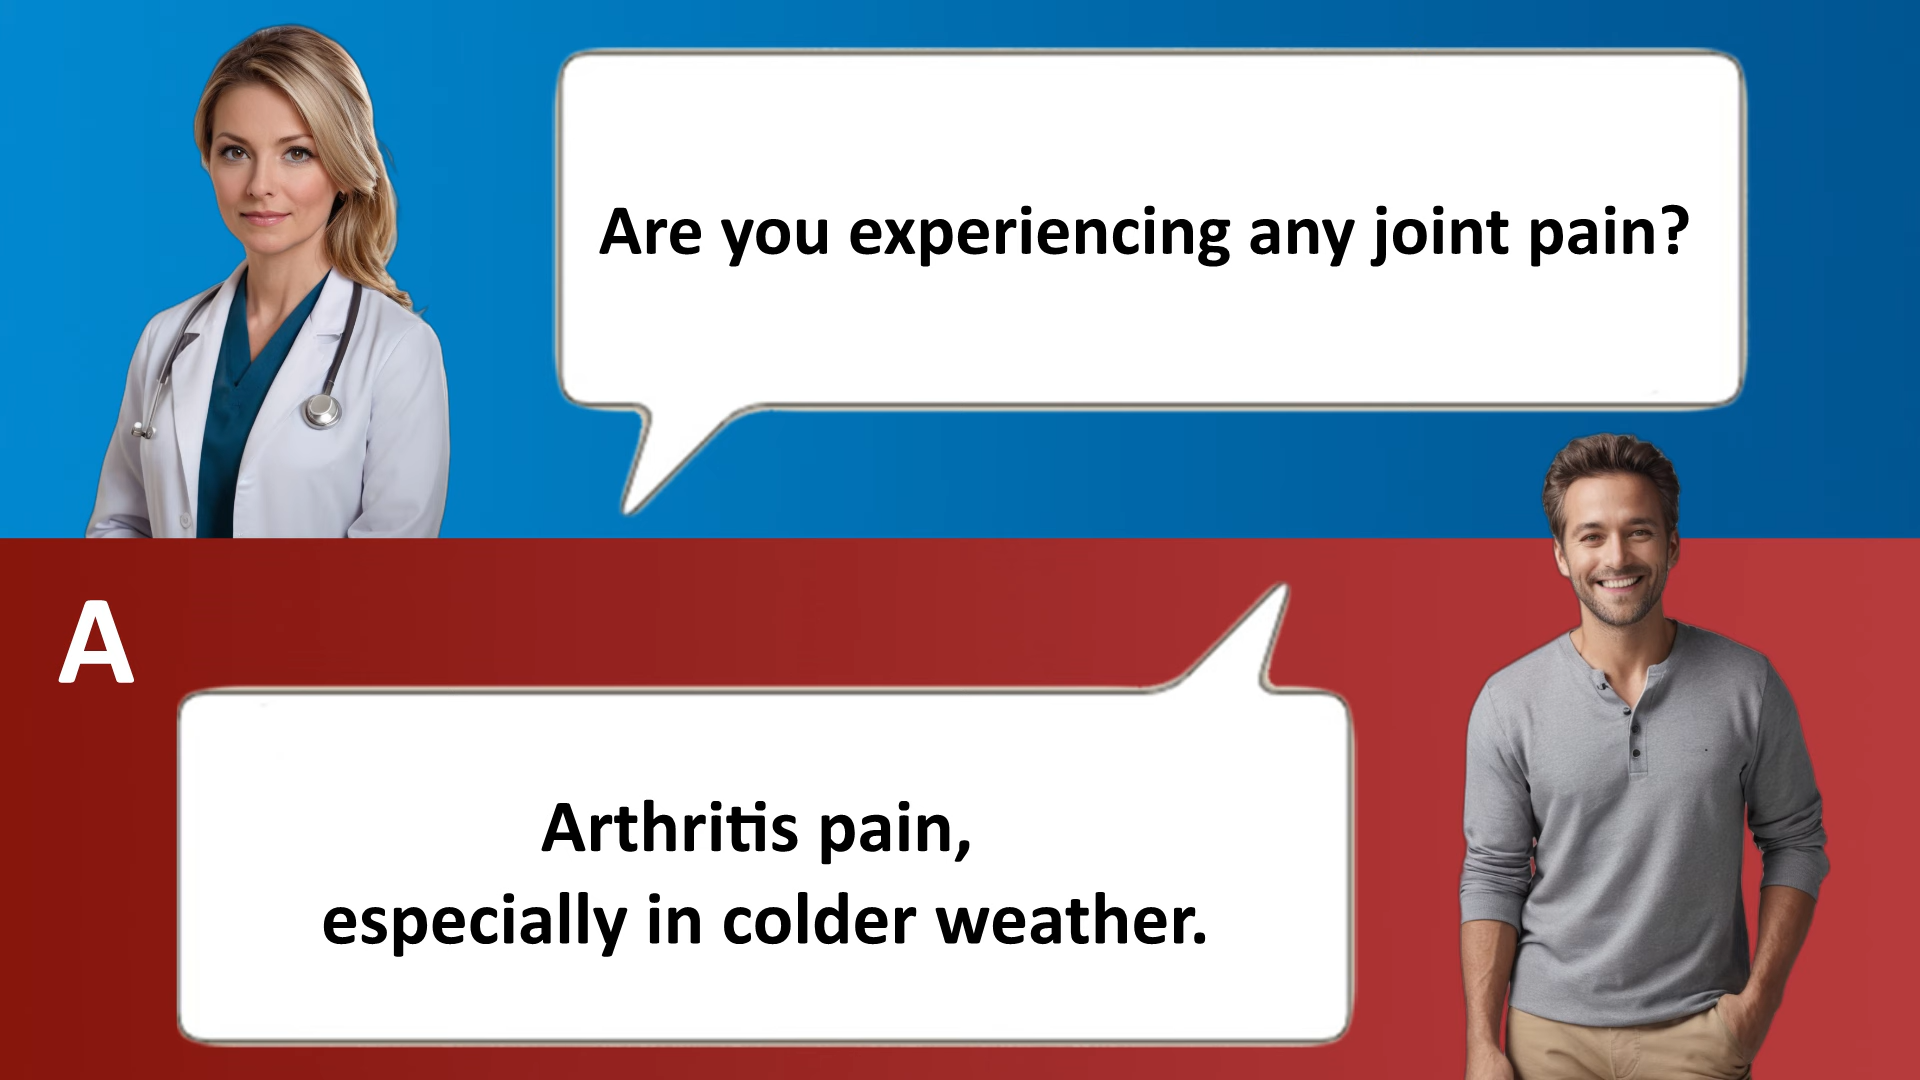 Are you experiencing any joint pain?
A
Arthritis pain,
especially in colder weather.